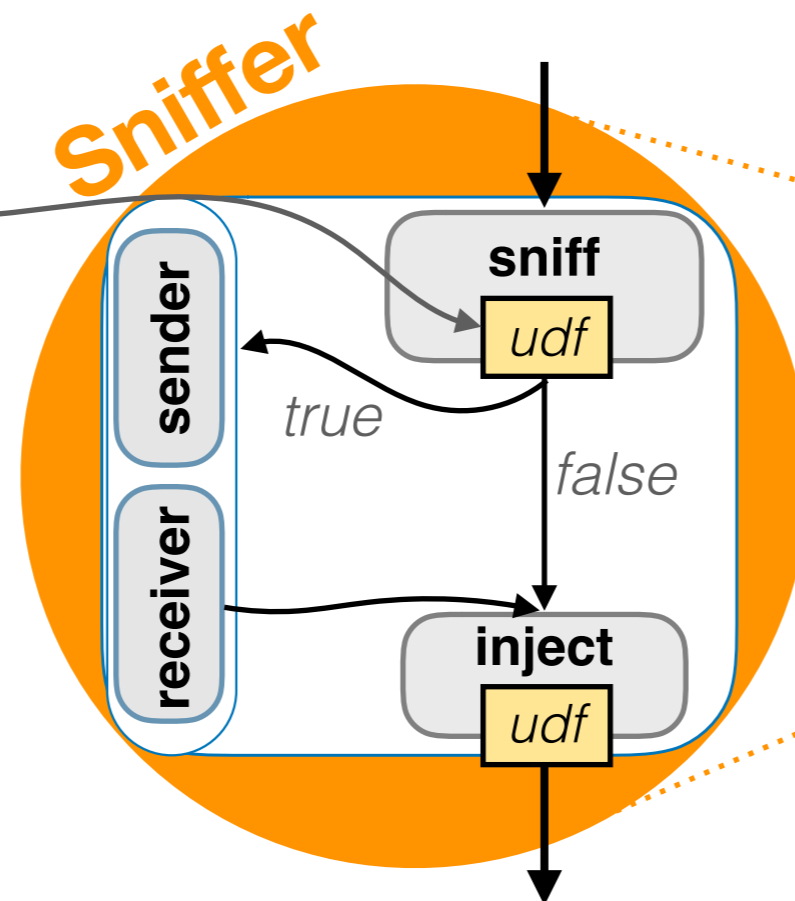 Sniffer
sniff
udf
sender
true
false
receiver
inject
udf